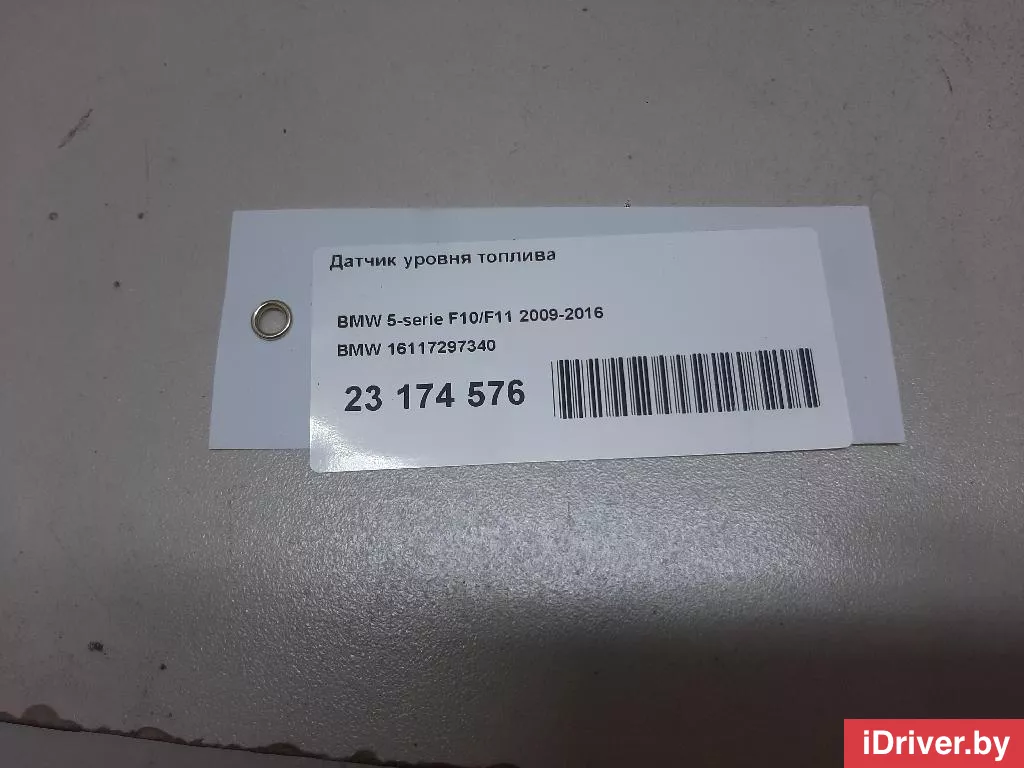 Датчик уровня топлива
BMW 5-serie F10/F11 2009-2016
BMW 16117297340
23 174 576
iDriver.by